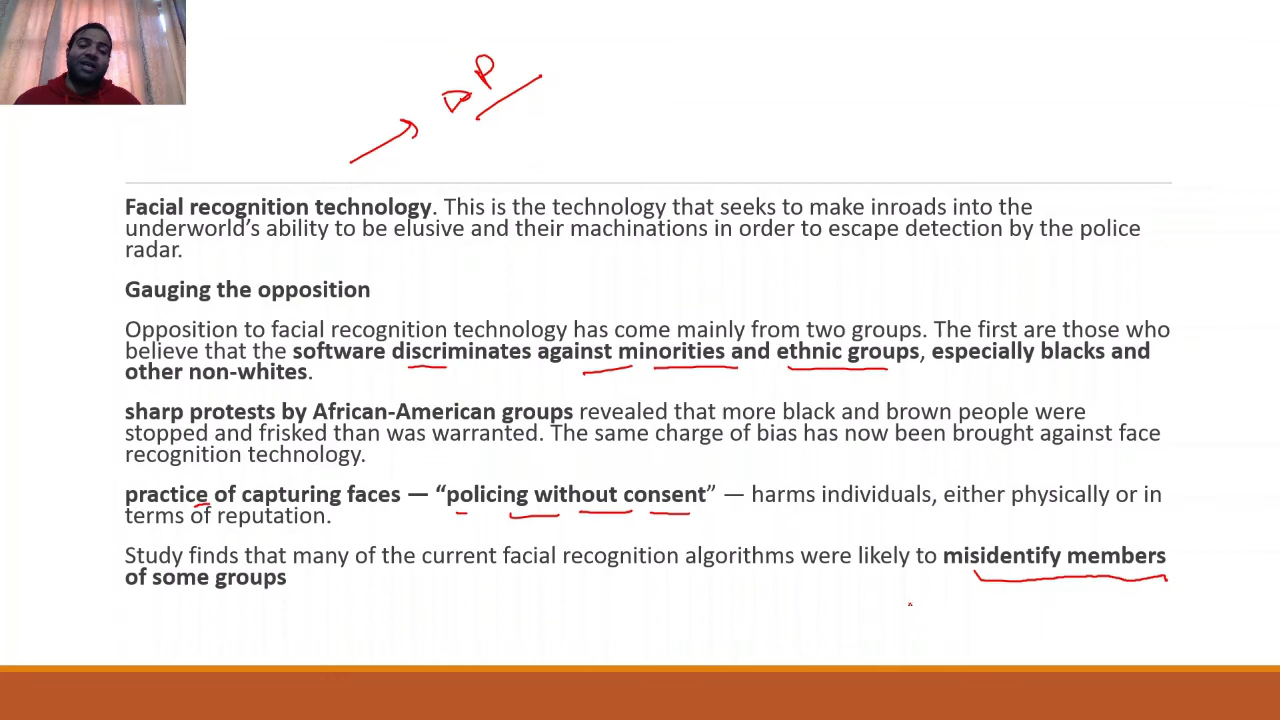 DP
Facial recognition technology. This is the technology that seeks to make inroads into the
underworld's ability to be elusive and their machinations in order to escape detection by the police
radar.
Gauging the opposition
Opposition to facial recognition technology has come mainly from two groups. The first are those who
believe that the software discriminates against minorities and ethnic groups, especially blacks and
other non-whites.
sharp protests by African-American groups revealed that more black and brown people were
stopped and frisked than was warranted. The same charge of bias has now been brought against face
recognition technology.
practice of capturing faces — “policing without consent” — harms individuals, either physically or in
terms of reputation.
Study finds that many of the current facial recognition algorithms were likely to misidentify members
of some groups